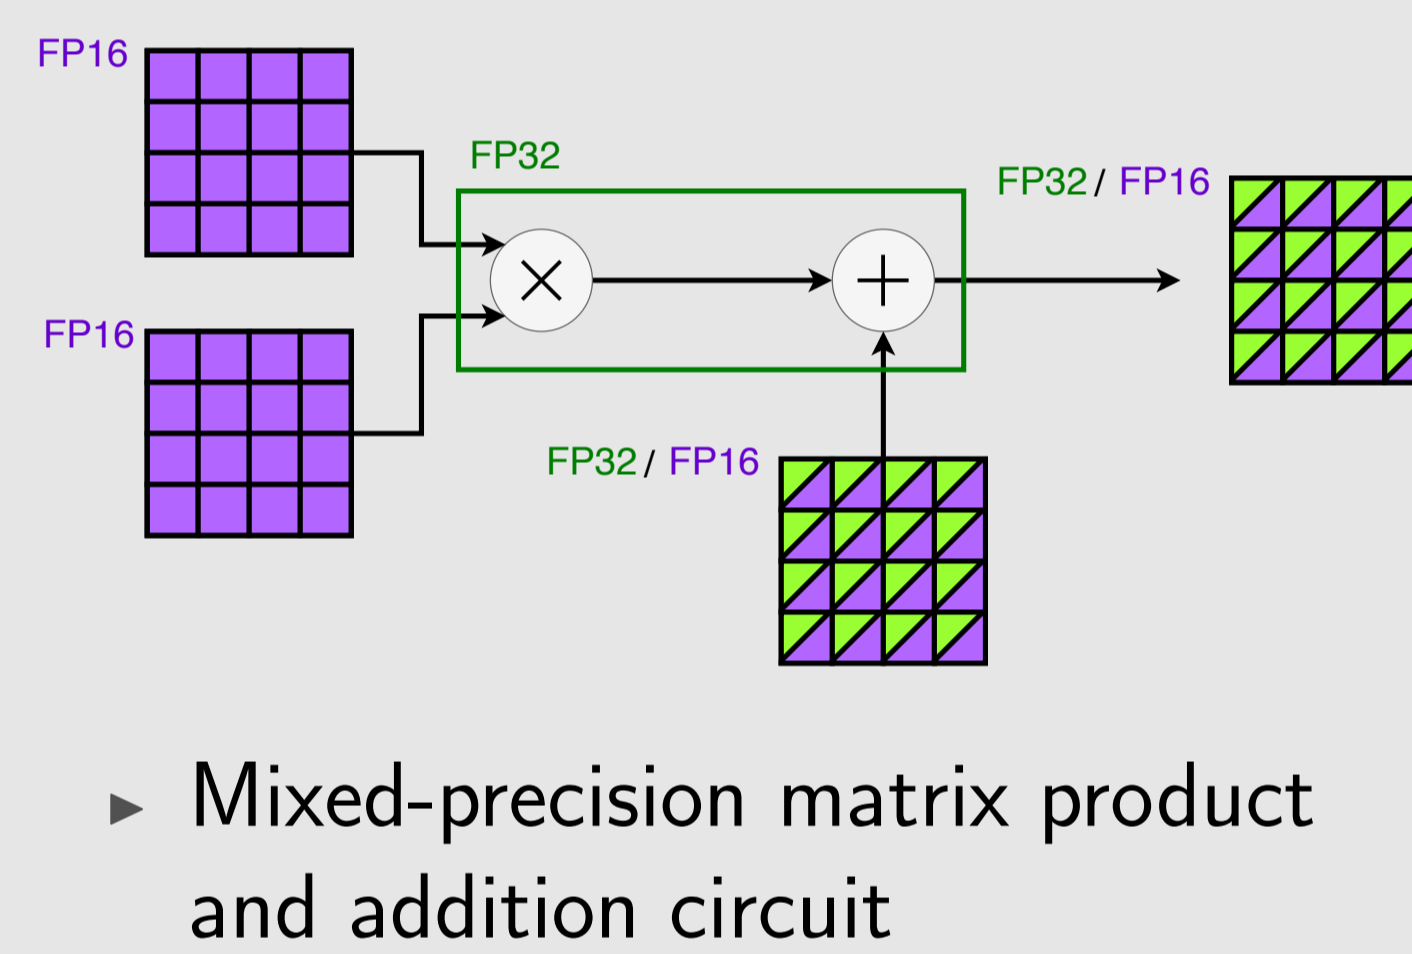 FP16
FP32
FP32 / FP16
FP16
FP32 / FP16
Mixed-precision matrix product
and addition circuit